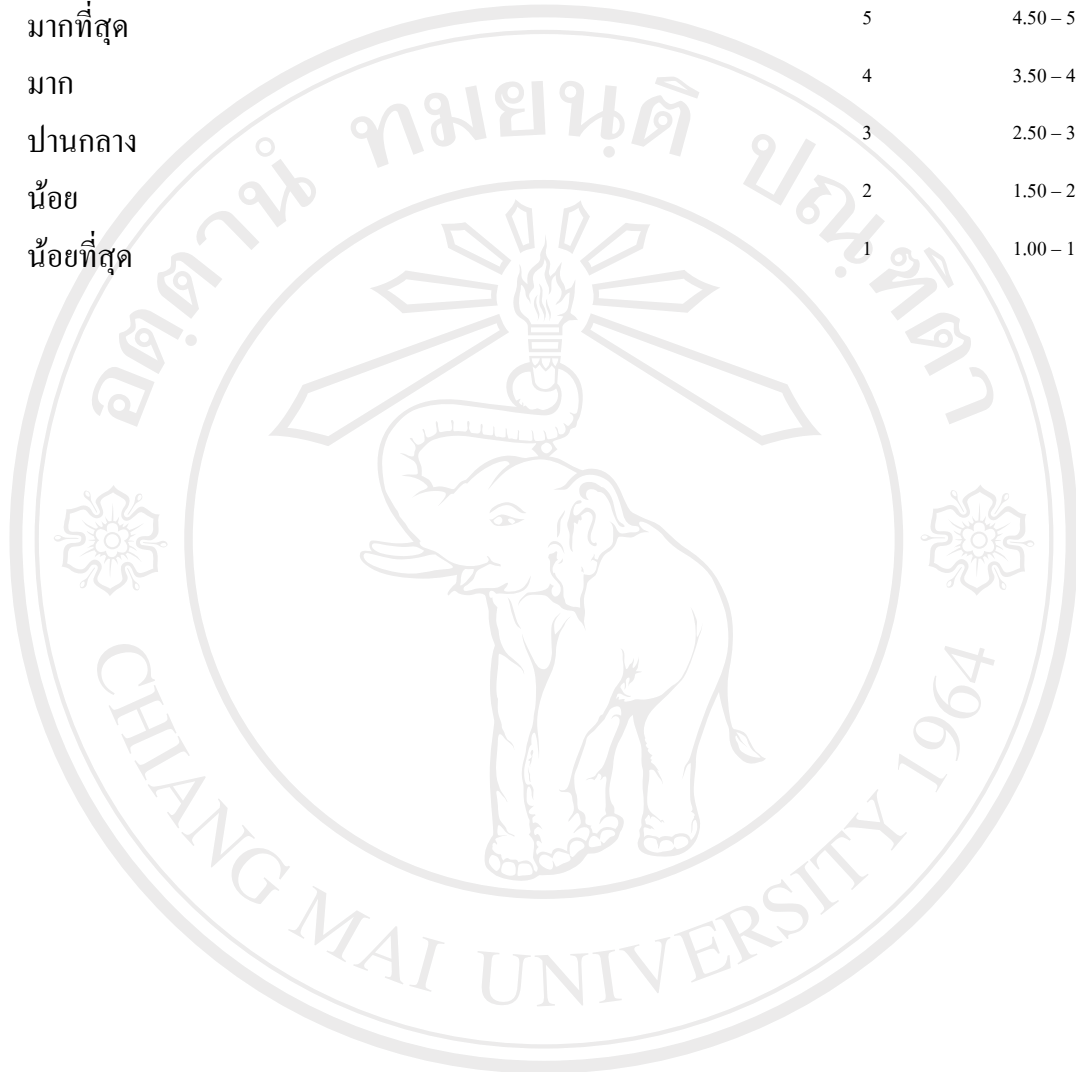 มากที่สุด 5 4.50 – 5
มาก 4 3.50 – 4
ปานกลาง 3 2.50 – 3
น้อย 2 1.50 – 2
น้อยที่สุด 1 1.00 – 1
อตฺตานํ ทมยนฺติ ปณฺฑิตา
CHIANG MAI UNIVERSITY 1964